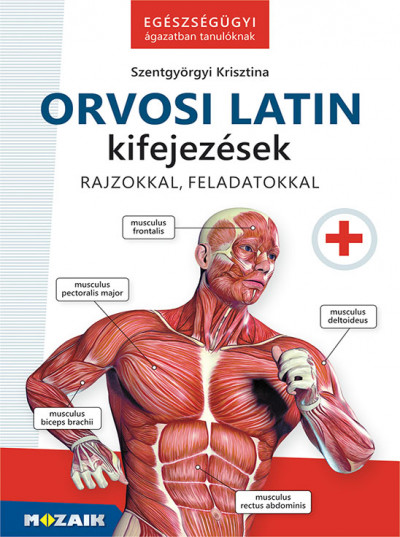 EGÉSZSÉGÜGYI
ágazatban tanulóknak
Szentgyörgyi Krisztina
ORVOSI LATIN
kifejezések
RAJZOKKAL, FELADATOKKAL
musculus
frontalis
musculus
pectoralis major
musculus
deltoideus
musculus
biceps brachii
musculus
rectus abdominis
MOZAIK